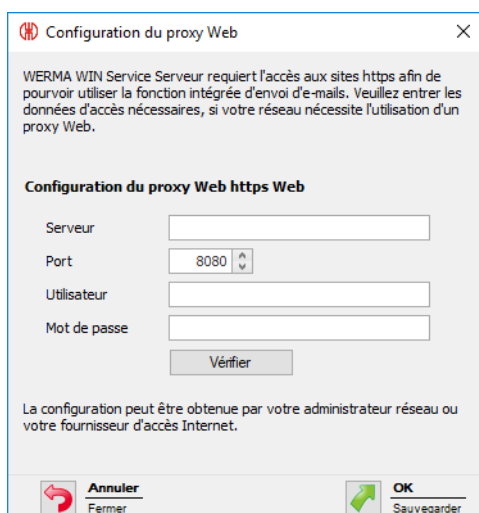 Configuration du proxy Web
WERMA WIN Service Serveur requiert l'accès aux sites https afin de
pourvoir utiliser la fonction intégrée d'envoi d'e-mails. Veuillez entrer les
données d'accès nécessaires, si votre réseau nécessite l'utilisation d'un
proxy Web.
Configuration du proxy Web https Web
Serveur
Port 8080
Utilisateur
Mot de passe
Vérifier
La configuration peut être obtenue par votre administrateur réseau ou
votre fournisseur d'accès Internet.
Annuler OK
Fermer Sauvegarder